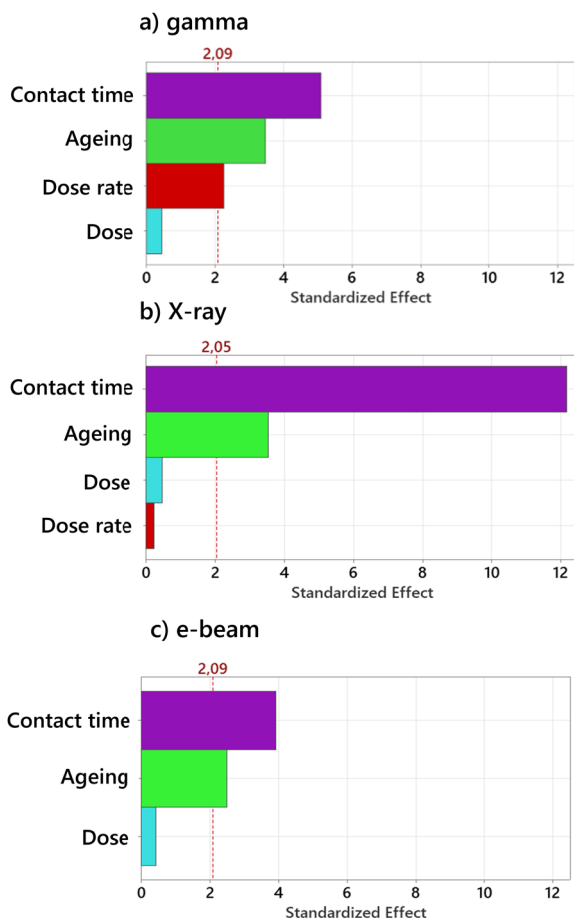 a) gamma
2,09
Contact time
Ageing
Dose rate
Dose
0 2 4 6 8 10 12
Standardized Effect
b) X-ray
2,05
Contact time
Ageing
Dose
Dose rate
0 2 4 6 8 10 12
Standardized Effect
c) e-beam
2,09
Contact time
Ageing
Dose
0 2 4 6 8 10 12
Standardized Effect